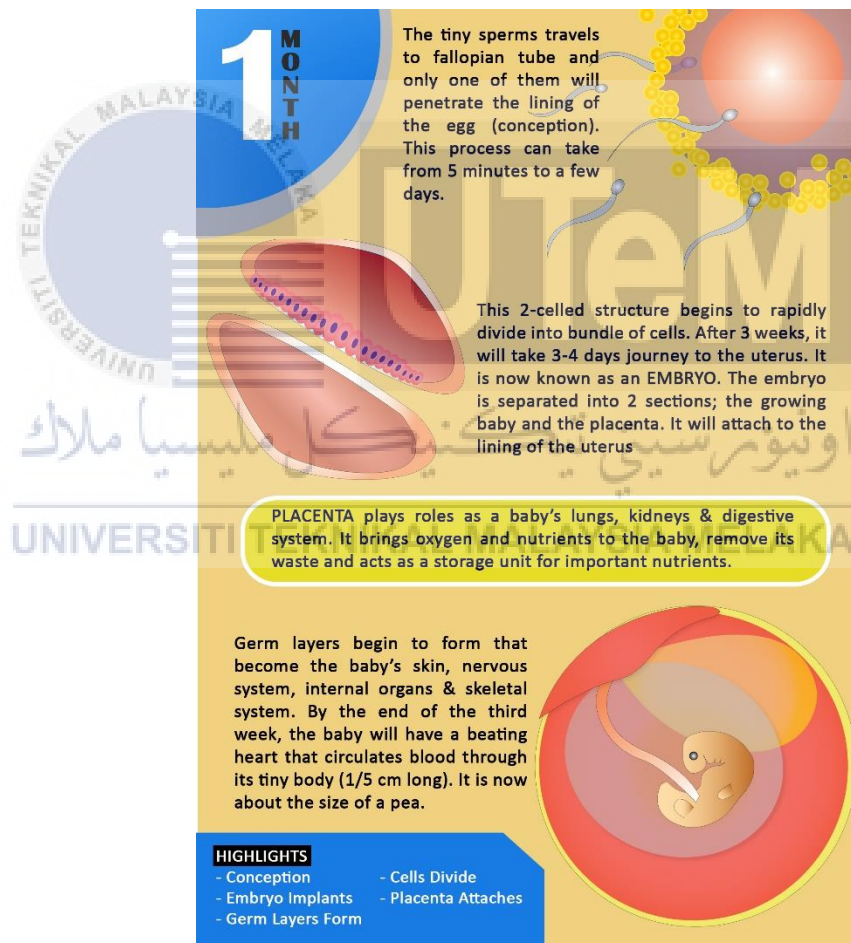 1
MONTH
The tiny sperms travels
to fallopian tube and
only one of them will
penetrate the lining of
the egg (conception).
This process can take
from 5 minutes to a few
days.
UNIVERSITI TEKNIKAL MALAYSIA MELAKA
UTeM
This 2-celled structure begins to rapidly
divide into bundle of cells. After 3 weeks, it
will take 3-4 days journey to the uterus. It
is now known as an EMBRYO. The embryo
is separated into 2 sections; the growing
baby and the placenta. It will attach to the
lining of the uterus
اونيۏرسيتي تيكنيكل مليسيا ملاك
PLACENTA plays roles as a baby's lungs, kidneys & digestive
system. It brings oxygen and nutrients to the baby, remove its
waste and acts as a storage unit for important nutrients.
UNIVERSITI TEKNIKAL MALAYSIA MELAKA
Germ layers begin to form that
become the baby's skin, nervous
system, internal organs & skeletal
system. By the end of the third
week, the baby will have a beating
heart that circulates blood through
its tiny body (1/5 cm long). It is now
about the size of a pea.
HIGHLIGHTS
- Conception
- Embryo Implants
- Germ Layers Form
- Cells Divide
- Placenta Attaches